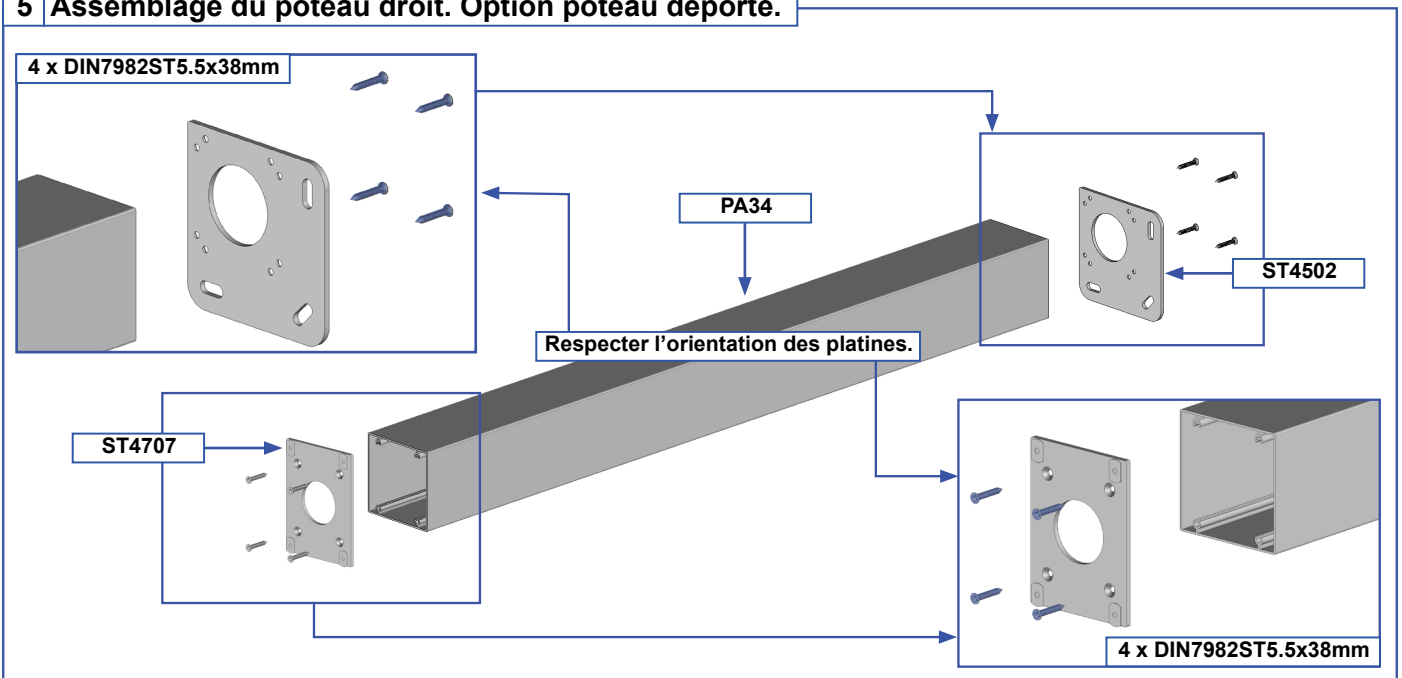 5 Assemblage du poteau droit. Option poteau déporté.
4 x DIN7982ST5.5x38mm
PA34
ST4502
Respecter l’orientation des platines.
ST4707
4 x DIN7982ST5.5x38mm